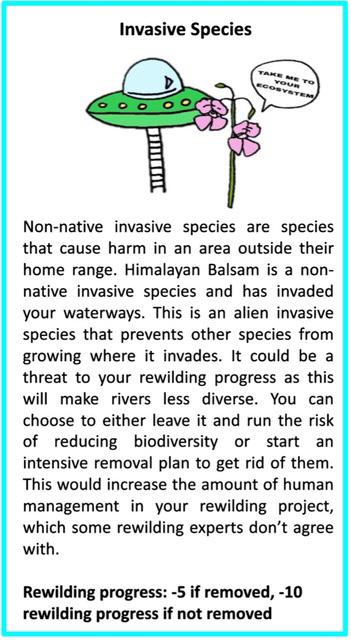 Invasive Species
TAKE ME TO
YOUR
ECOSYSTEM
Non-native invasive species are species
that cause harm in an area outside their
home range. Himalayan Balsam is a non-
native invasive species and has invaded
your waterways. This is an alien invasive
species that prevents other species from
growing where it invades. It could be a
threat to your rewilding progress as this
will make rivers less diverse. You can
choose to either leave it and run the risk
of reducing biodiversity or start an
intensive removal plan to get rid of them.
This would increase the amount of human
management in your rewilding project,
which some rewilding experts don’t agree
with.
Rewilding progress: -5 if removed, -10
rewilding progress if not removed